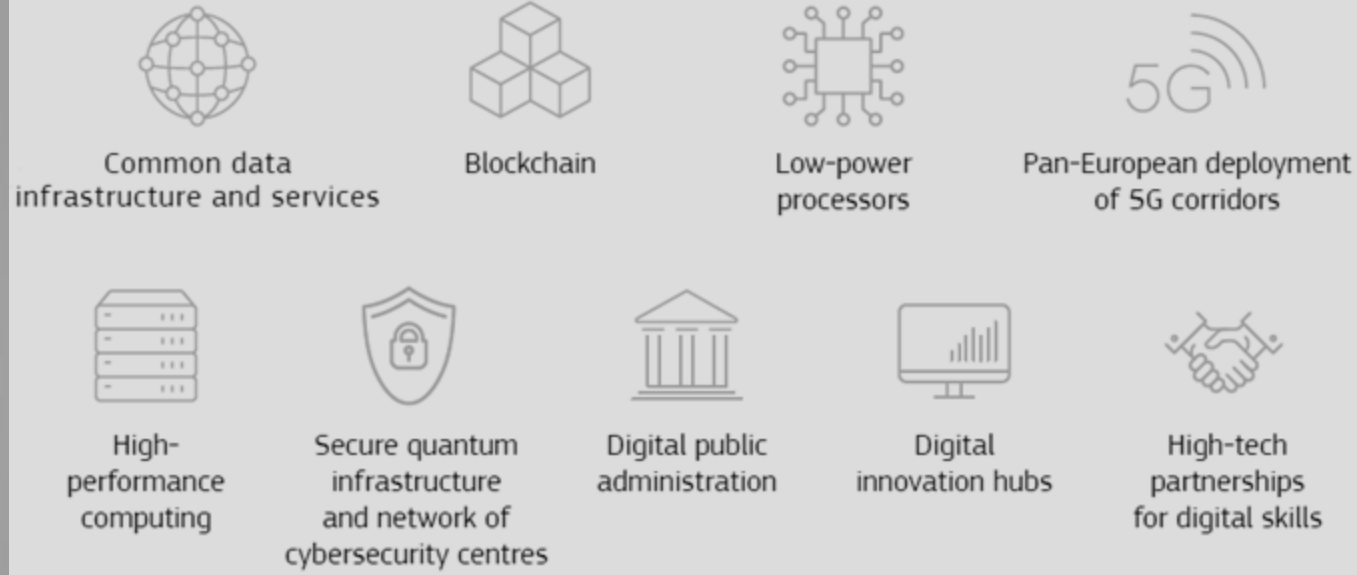 Common data
infrastructure and services
Blockchain
Low-power
processors
5G
Pan-European deployment
of 5G corridors
High-
performance
computing
Secure quantum
infrastructure
and network of
cybersecurity centres
Digital public
administration
Digital
innovation hubs
High-tech
partnerships
for digital skills